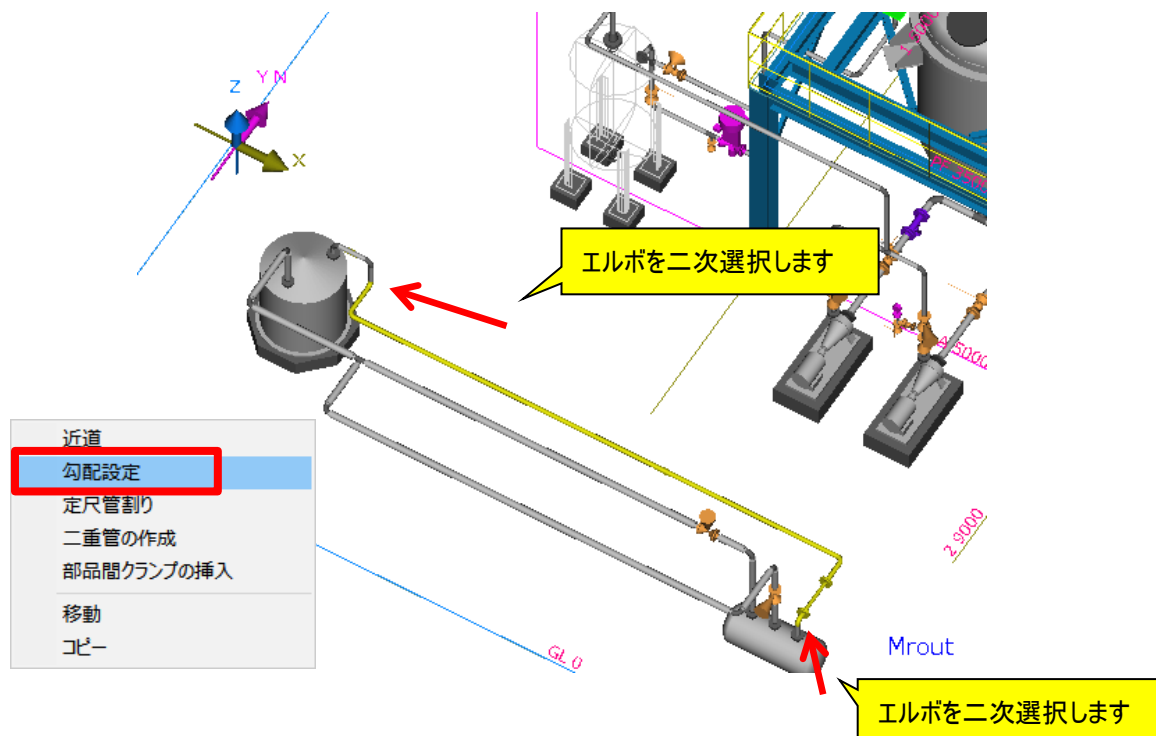 Z
Y N
X
1.9000
A 5000
エルボを二次選択します
近道
勾配設定
定尺管割り
二重管の作成
部品間クランプの挿入
移動
コピー
2.9000
GL 0
Mrout
エルボを二次選択します